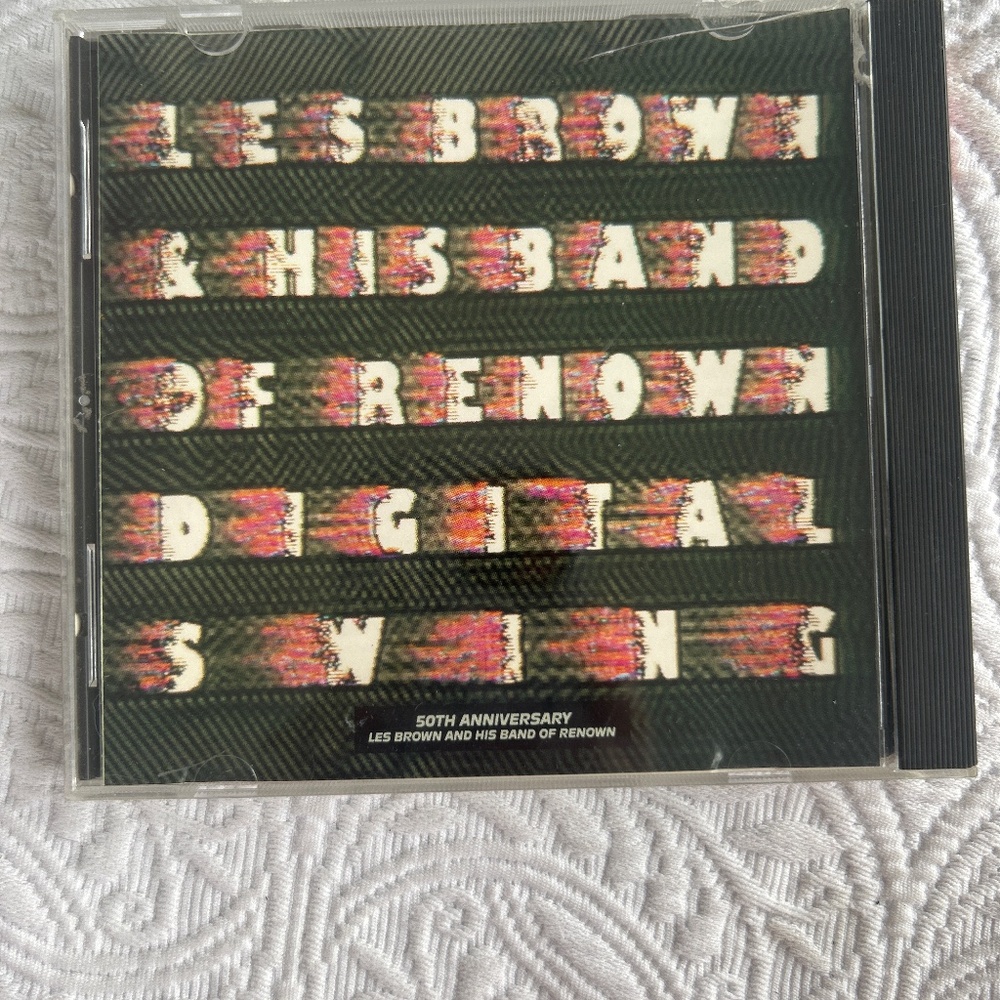 LES BROWN
& HIS BAND
OF RENOWN
DIGITAL
SWING
50TH ANNIVERSARY
LES BROWN AND HIS BAND OF RENOWN